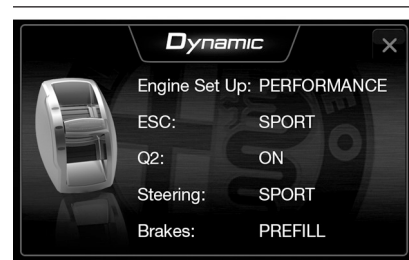 Dynamic
Engine Set Up: PERFORMANCE
ESC: SPORT
Q2: ON
Steering: SPORT
Brakes: PREFILL